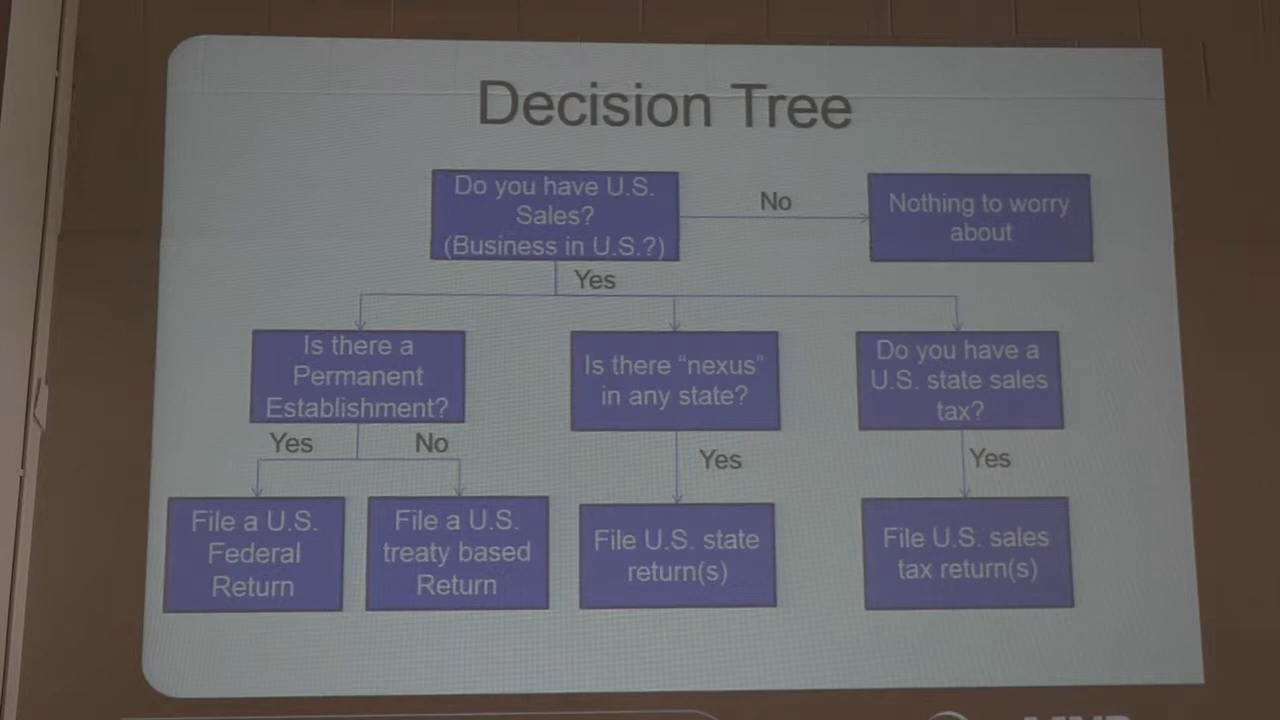 Decision Tree
Do you have U.S.
Sales?
(Business in U.S.?)
No
Nothing to worry
about
Yes
Is there a
Permanent
Establishment?
Is there “nexus”
in any state?
Do you have a
U.S. state sales
tax?
Yes
No
Yes
Yes
File a U.S.
Federal
Return
File a U.S.
treaty based
Return
File U.S. state
return(s)
File U.S. sales
tax return(s)